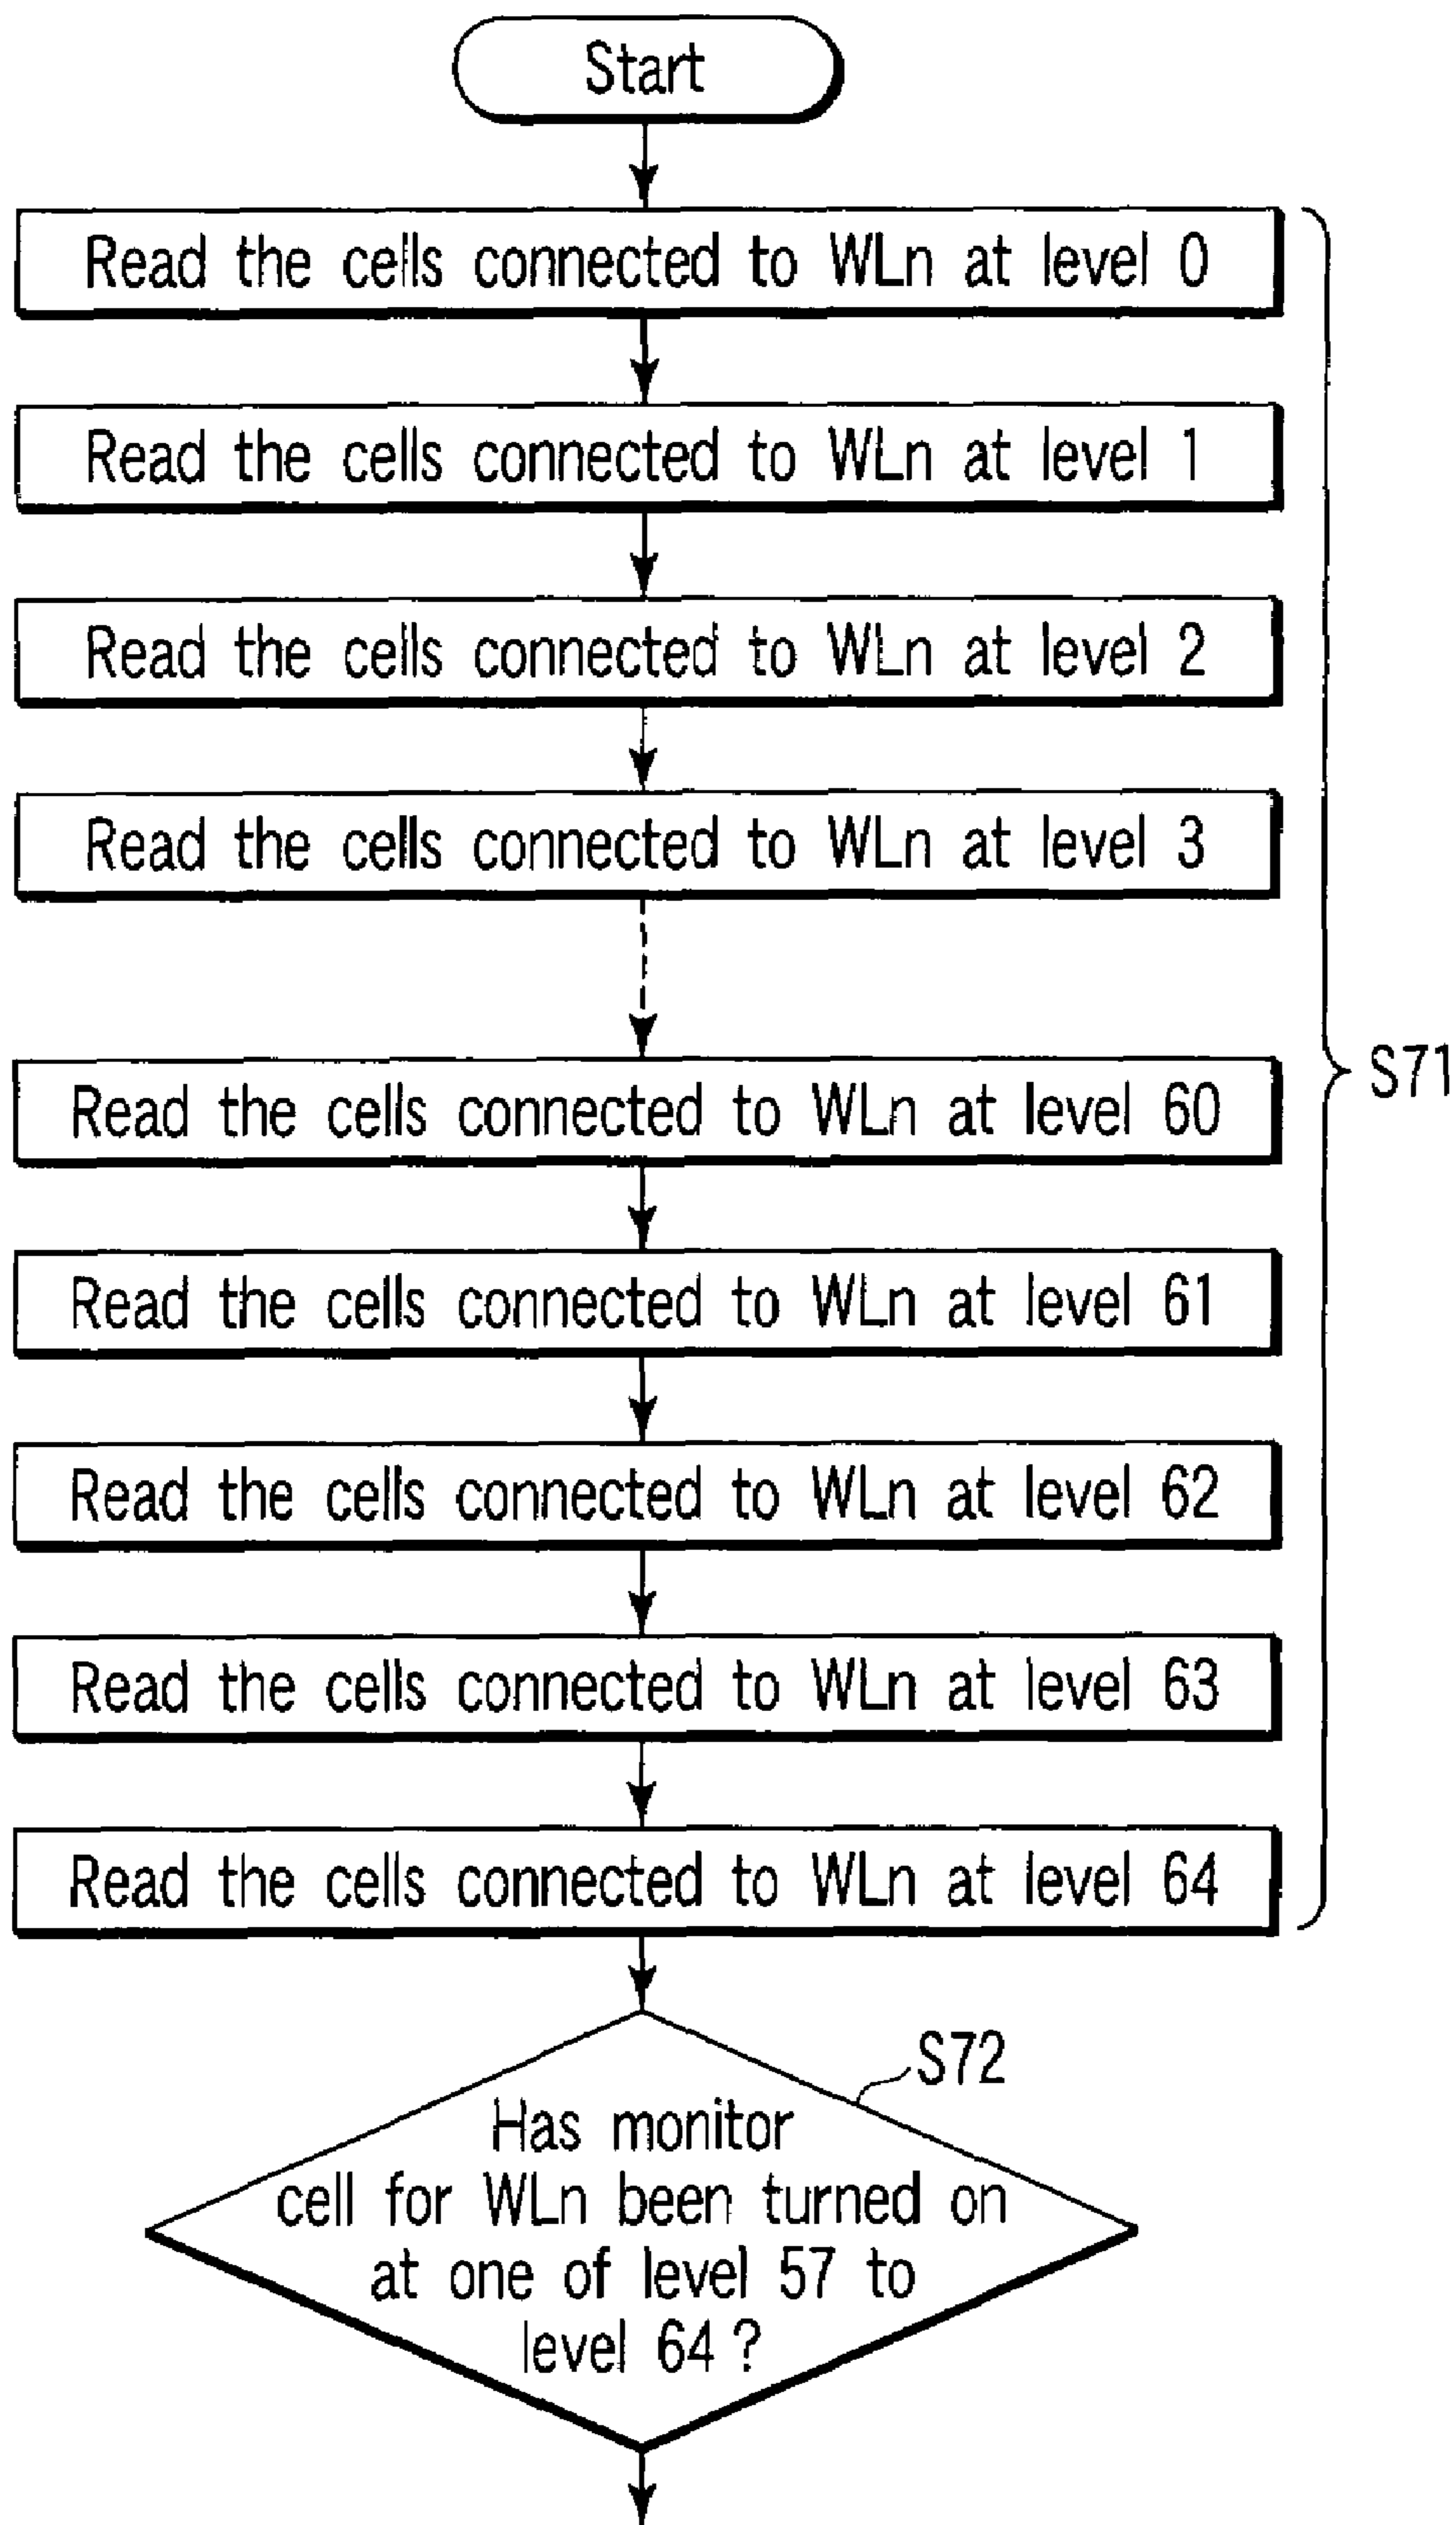 Start
Read the cells connected to WLn at level 0
Read the cells connected to WLn at level 1
Read the cells connected to WLn at level 2
Read the cells connected to WLn at level 3
S71
Read the cells connected to WLn at level 60
Read the cells connected to WLn at level 61
Read the cells connected to WLn at level 62
Read the cells connected to WLn at level 63
Read the cells connected to WLn at level 64
S72
Has monitor
cell for WLn been turned on
at one of level 57 to
level 64 ?